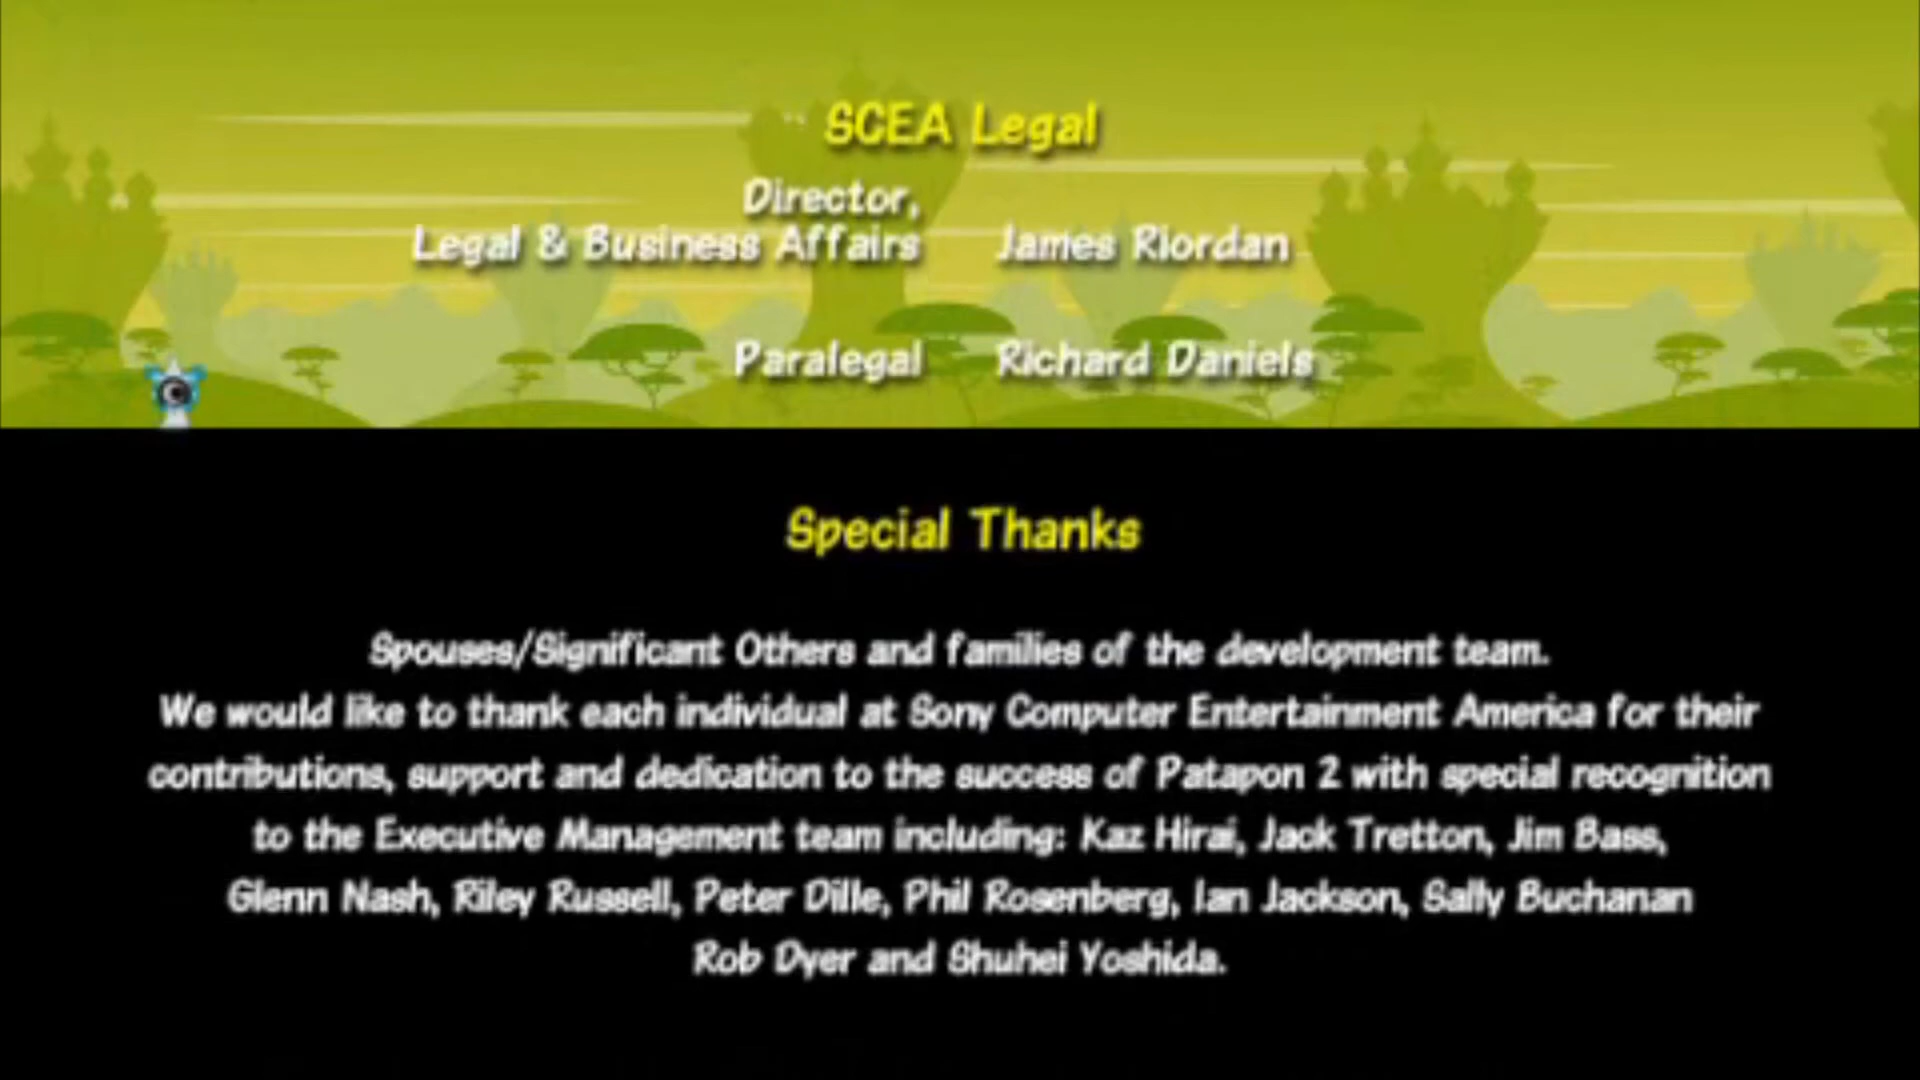 SCEA Legal
Director,
Legal & Business Affairs James Riordan
Paralegal Richard Daniels
Special Thanks
Spouses/Significant Others and families of the development team.
We would like to thank each individual at Sony Computer Entertainment America for their
contributions, support and dedication to the success of Patapon 2 with special recognition
to the Executive Management team including: Kaz Hirai, Jack Tretton, Jim Bass,
Glenn Nash, Riley Russell, Peter Dille, Phil Rosenberg, Ian Jackson, Sally Buchanan
Rob Dyer and Shuhei Yoshida.